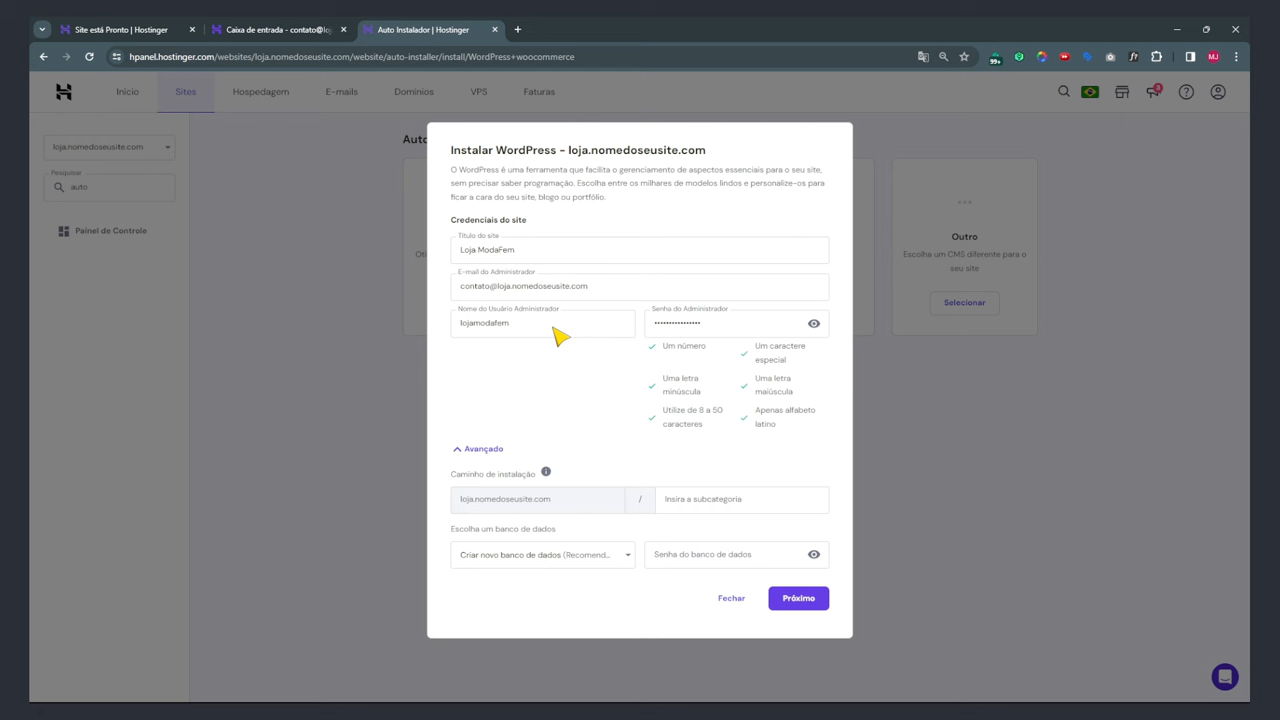 Site está Pronto | Hostinger
Caixa de entrada - contato@loj
Auto Instalador | Hostinger
hpanel.hostinger.com/websites/loja.nomedoseusite.com/website/auto-installer/install/WordPress+woocommerce
99+
MJ
Início
Sites
Hospedagem
E-mails
Domínios
VPS
Faturas
3
loja.nomedoseusite.com
Pesquisar
auto
Painel de Controle
Auto
Oti
Outro
Escolha um CMS diferente para o
seu site
Selecionar
Instalar WordPress - loja.nomedoseusite.com
O WordPress é uma ferramenta que facilita o gerenciamento de aspectos essenciais para o seu site,
sem precisar saber programação. Escolha entre os milhares de modelos lindos e personalize-os para
ficar a cara do seu site, blogo ou portfólio.
Credenciais do site
Título do site
Loja ModaFem
E-mail do Administrador
contato@loja.nomedoseusite.com
Nome do Usuário Administrador
lojamodafem
Senha do Administrador
••••••••••••••••
Um número
Um caractere
especial
Uma letra
minúscula
Uma letra
maiúscula
Utilize de 8 a 50
caracteres
Apenas alfabeto
latino
Avançado
Caminho de instalação
loja.nomedoseusite.com
/
Insira a subcategoria
Escolha um banco de dados
Criar novo banco de dados (Recomend...
Senha do banco de dados
Fechar
Próximo